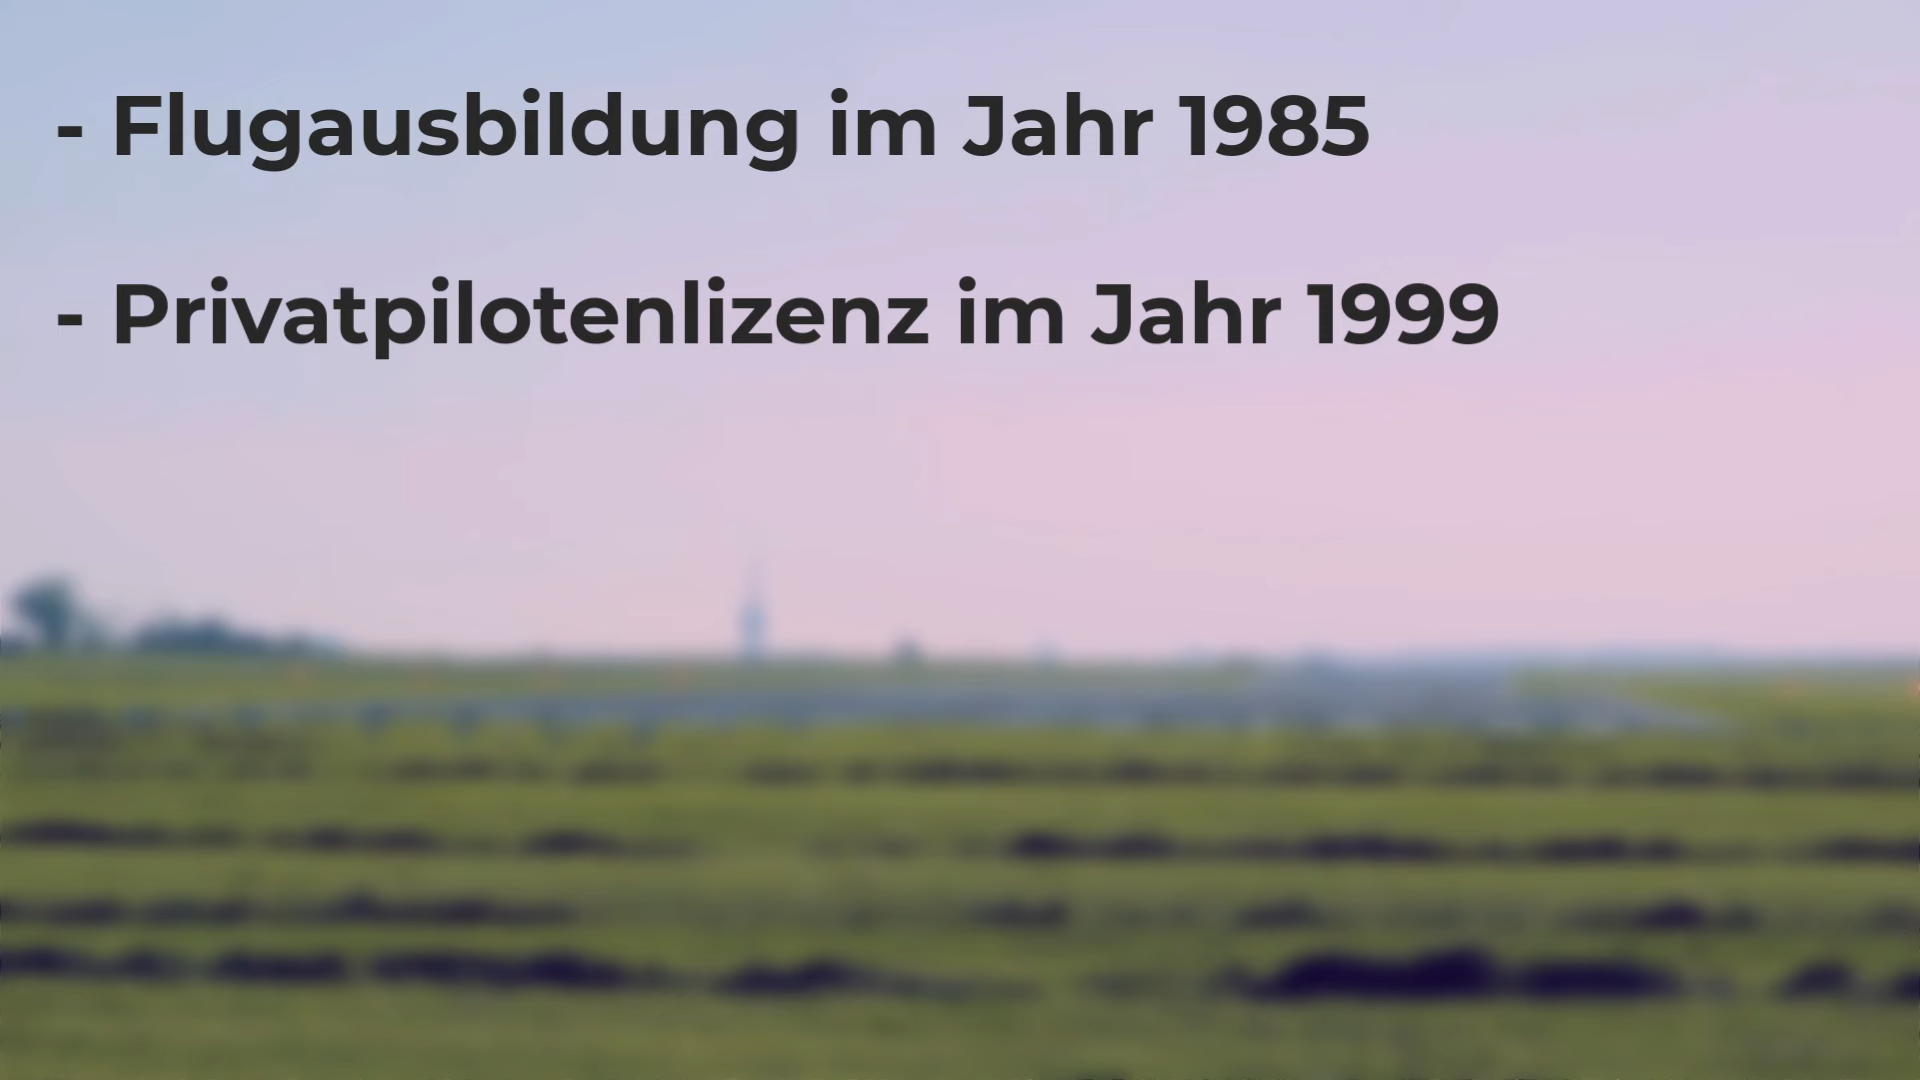 - Flugausbildung im Jahr 1985
- Privatpilotenlizenz im Jahr 1999